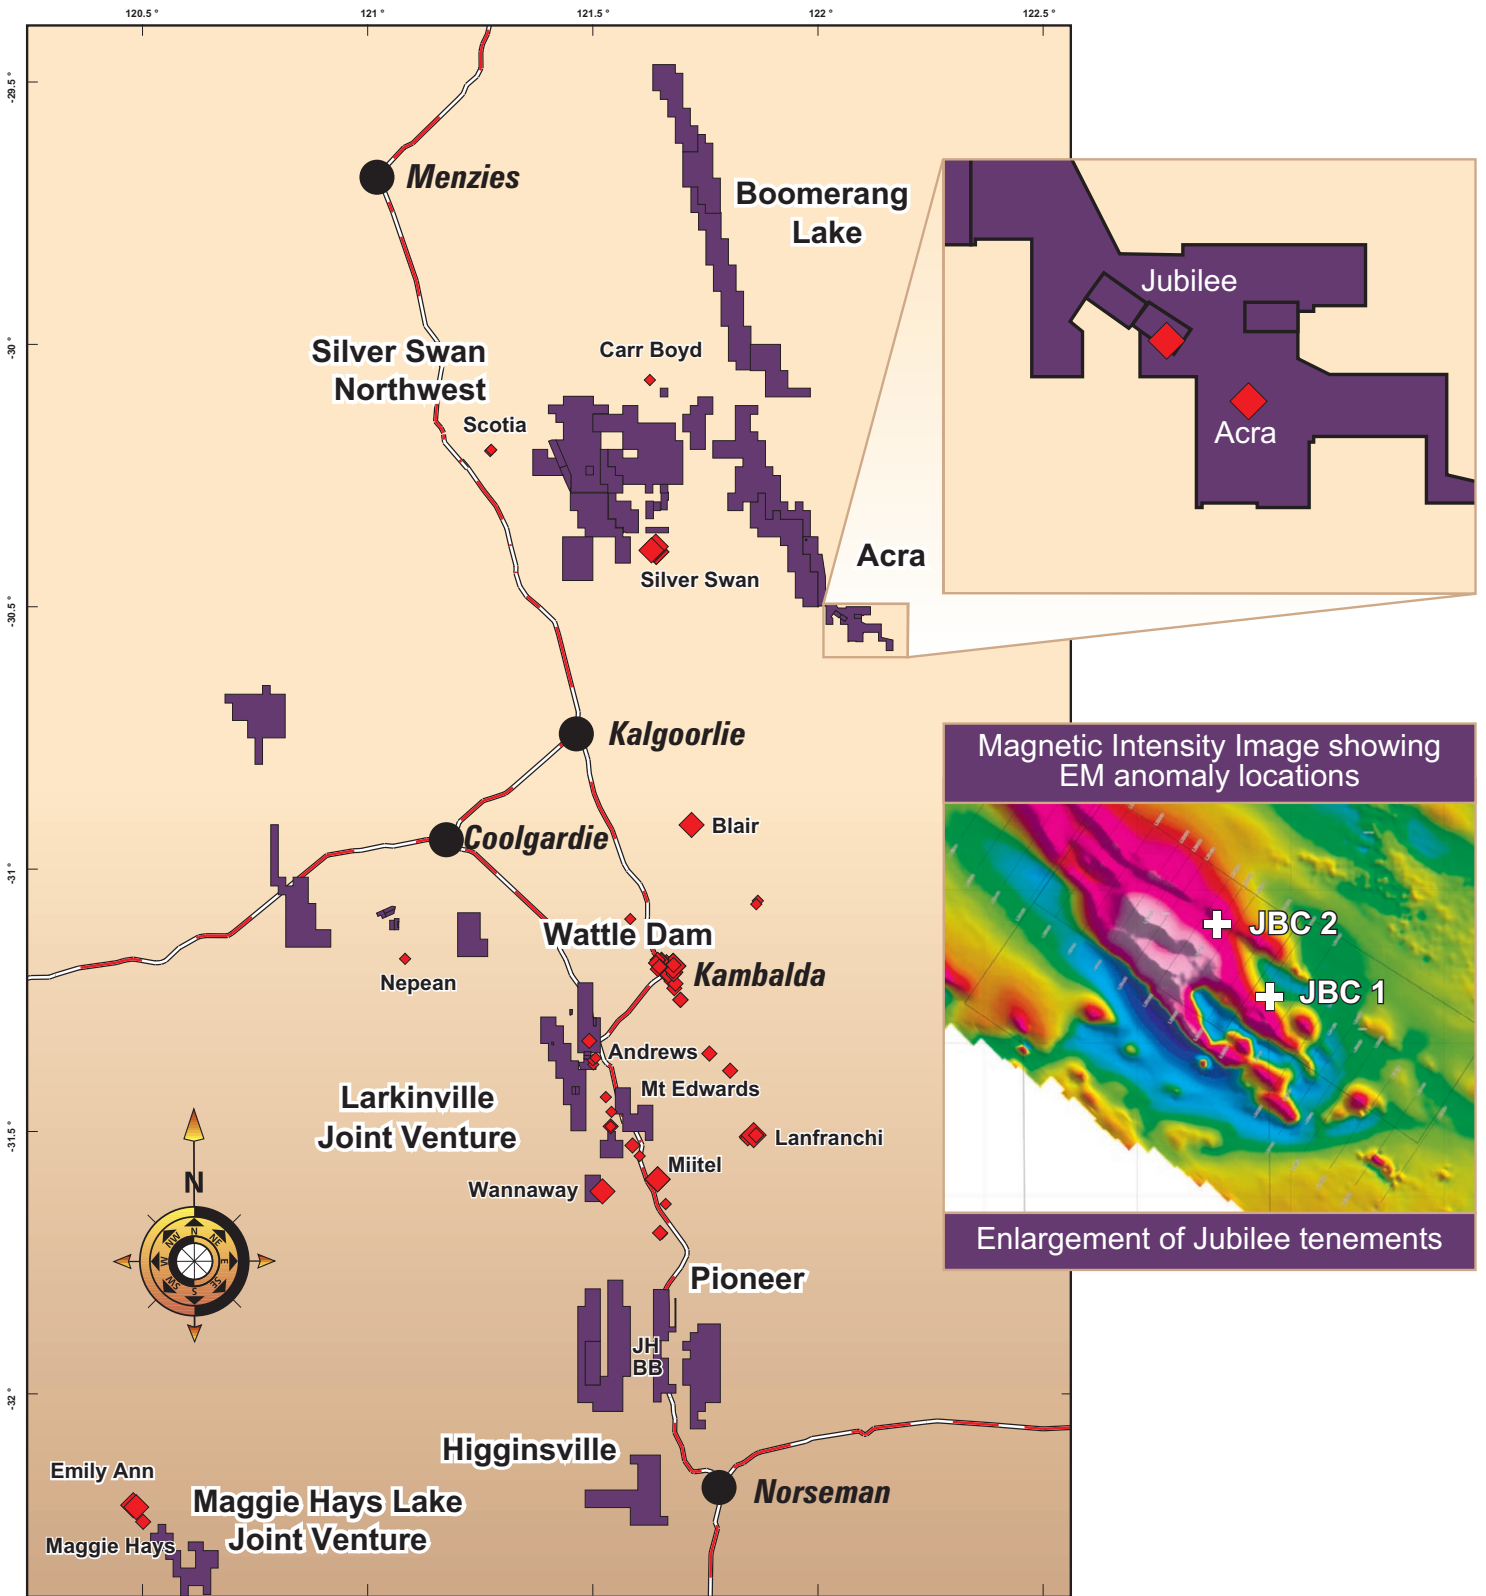 120.5 °
121 °
121.5 °
122 °
122.5 °
-29.5 °
Menzies
Boomerang
Lake
Jubilee
Acra
-30 °
Silver Swan
Northwest
Carr Boyd
Scotia
Silver Swan
Acra
-30.5 °
Kalgoorlie
Magnetic Intensity Image showing
EM anomaly locations
Blair
Coolgardie
-31 °
JBC 2
JBC 1
Wattle Dam
Kambalda
Nepean
Andrews
Mt Edwards
Larkinville
Joint Venture
-31.5 °
Lanfranchi
Miitel
Wannaway
N
N
NE
E
SE
S
SW
W
NW
Enlargement of Jubilee tenements
Pioneer
JH
BB
-32 °
Higginsville
Norseman
Emily Ann
Maggie Hays Lake
Joint Venture
Maggie Hays